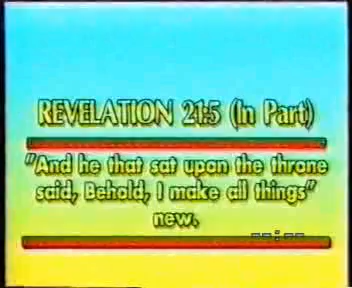 REVELATION 21:5 (In Part)
"And he that sat upon the throne
said, Behold, I make all things"
new.
--:--